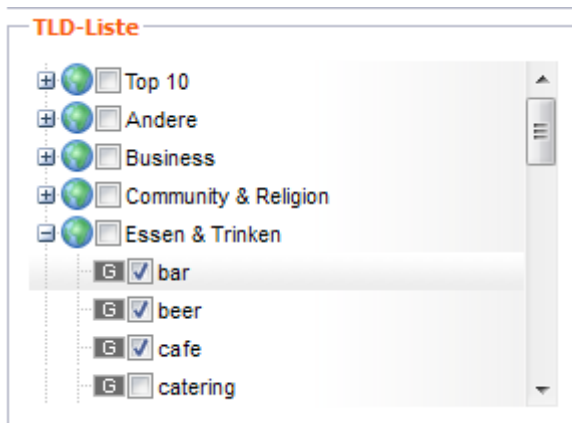 TLD-Liste
Top 10
Andere
Business
Community & Religion
Essen & Trinken
G bar
G beer
G cafe
G catering